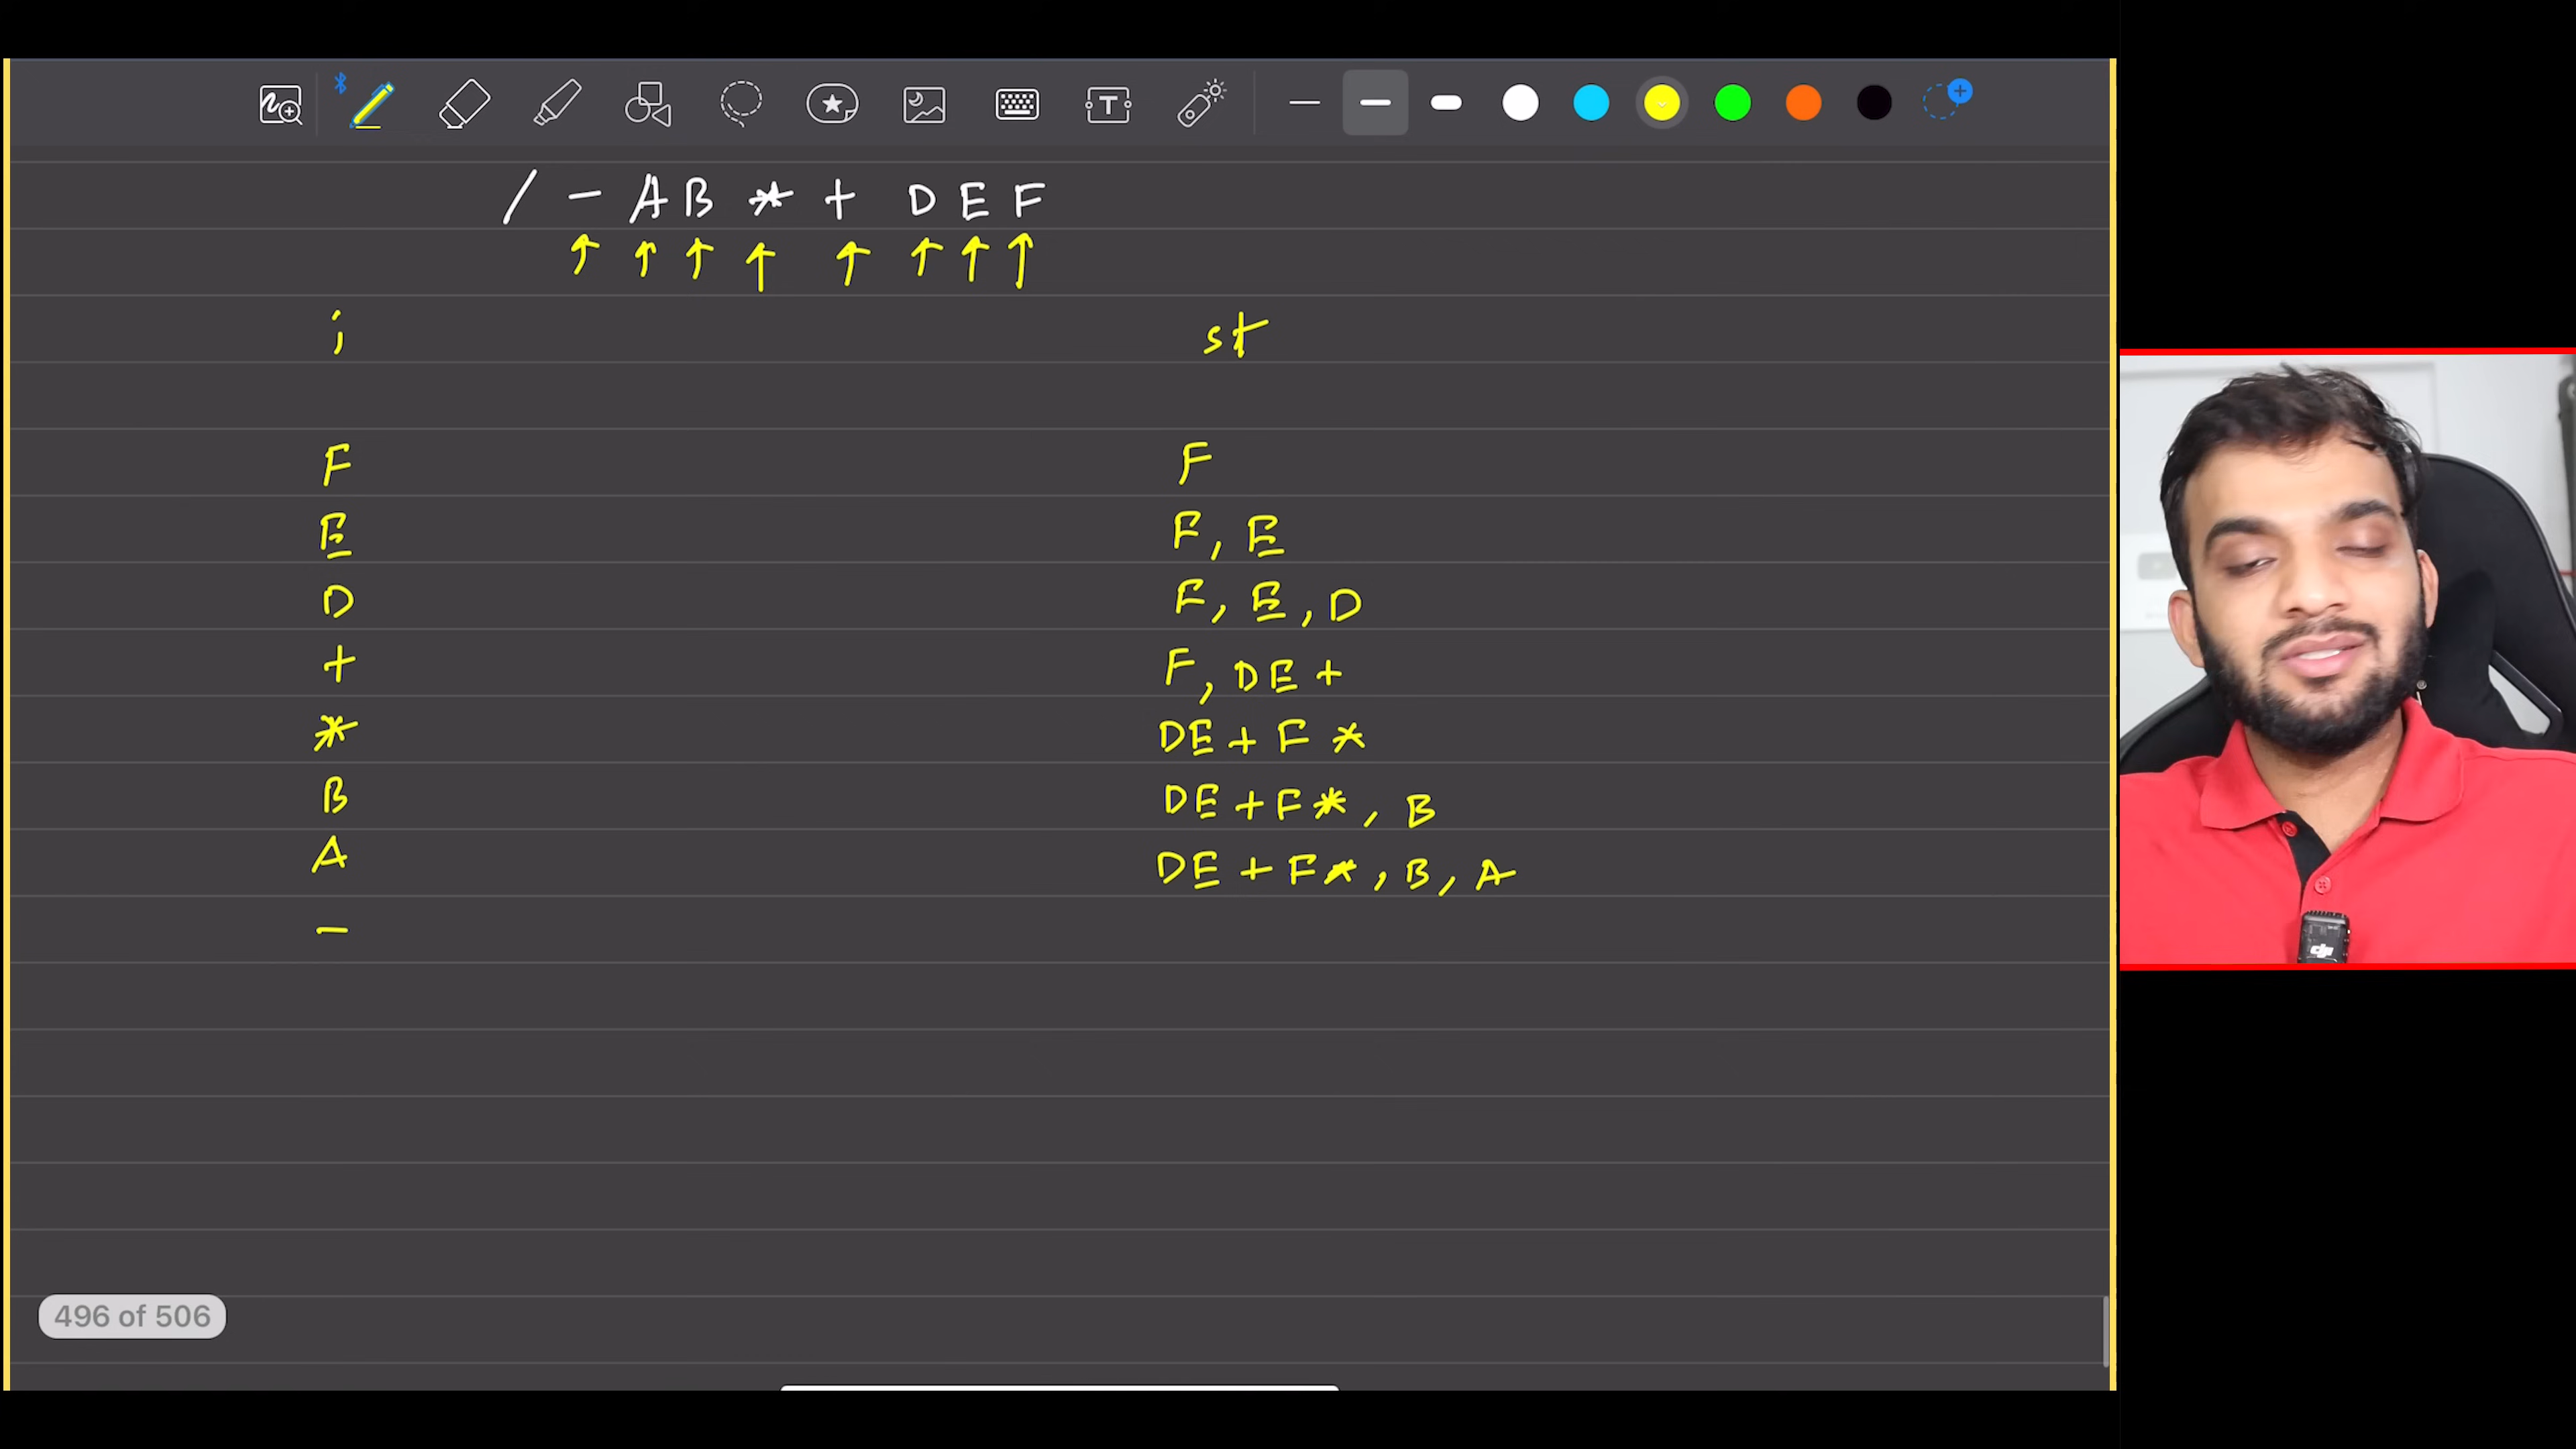 / - A B * + D E F
i st
F F
E F, E
D F, E, D
+ F, DE+
* DE+F*
B DE+F*, B
A DE+F*, B, A
-
496 of 506